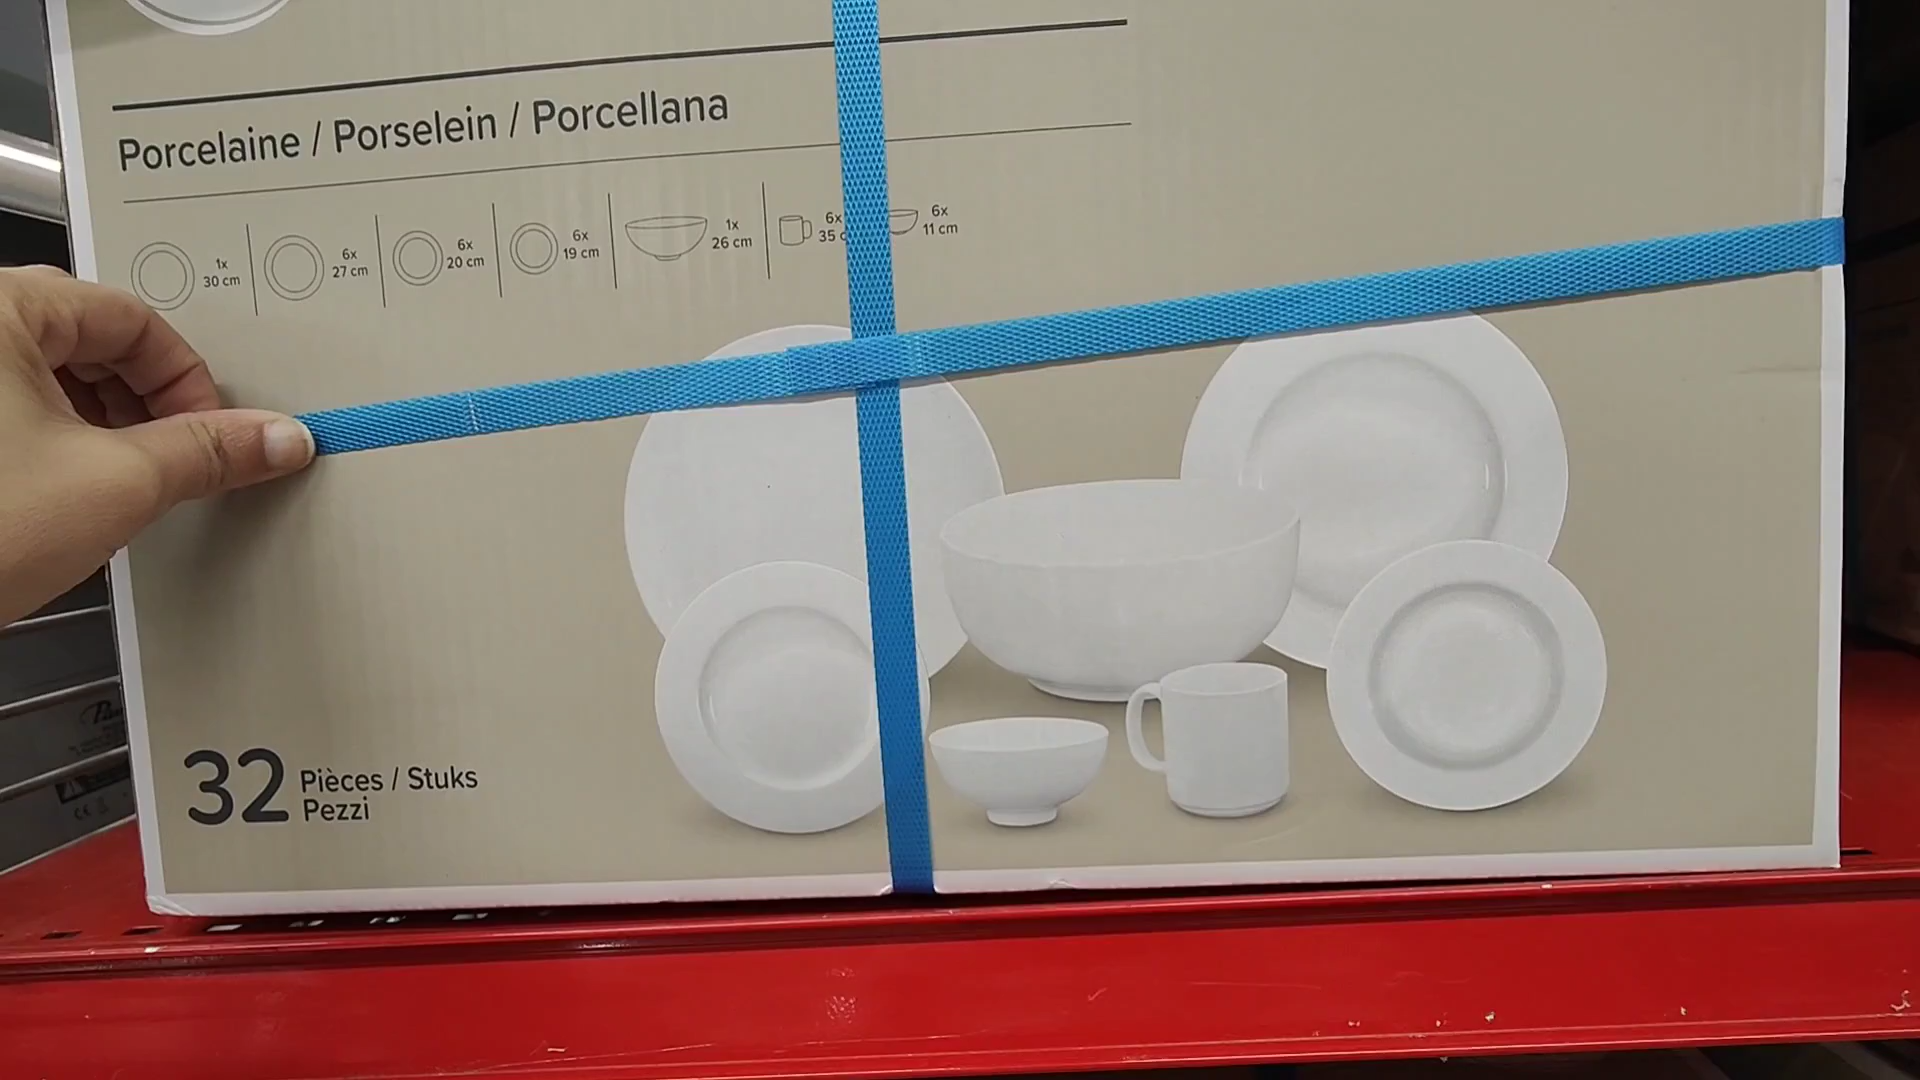 Porcelaine / Porselein / Porcellana
1x
30 cm
6x
27 cm
6x
20 cm
6x
19 cm
1x
26 cm
6x
35 c
6x
11 cm
32 Pièces / Stuks
Pezzi